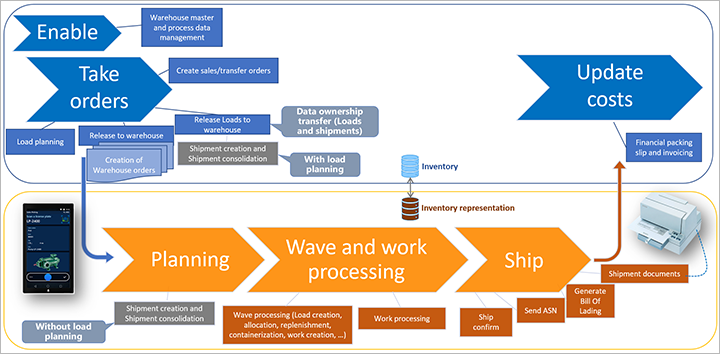 Enable
Warehouse master
and process data
management
Take
orders
Create sales/transfer orders
Update
costs
Data ownership
transfer (Loads
and shipments)
Release Loads to
warehouse
Load planning
Release to warehouse
Creation of
Warehouse orders
Shipment creation and
Shipment consolidation
With load
planning
Financial packing
slip and invoicing
Inventory
Inventory representation
LP 2400
Planning
Wave and work
processing
Ship
Shipment documents
Generate
Bill Of
Lading
Send ASN
Ship
confirm
Work processing
Wave processing (Load creation,
allocation, replenishment,
containerization, work creation, ...)
Shipment creation and
Shipment consolidation
Without load
planning